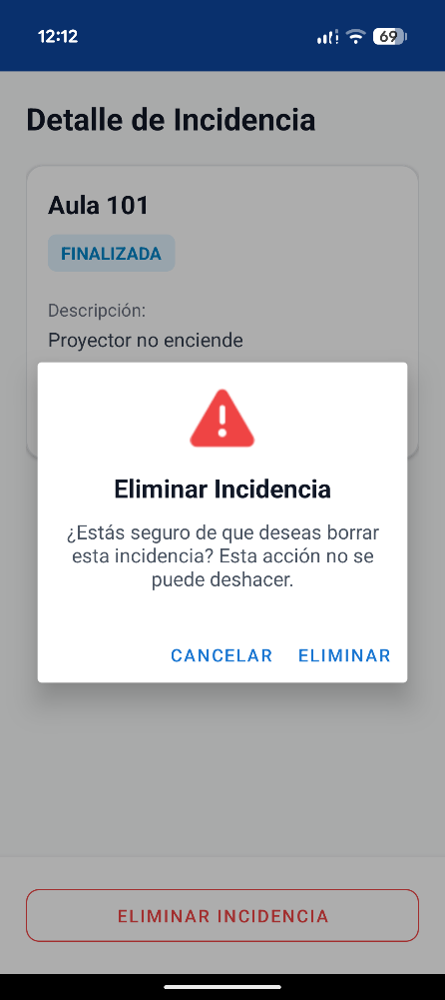 12:12
69
Detalle de Incidencia
Aula 101
FINALIZADA
Descripción:
Proyector no enciende
Eliminar Incidencia
¿Estás seguro de que deseas borrar
esta incidencia? Esta acción no se
puede deshacer.
CANCELAR ELIMINAR
ELIMINAR INCIDENCIA